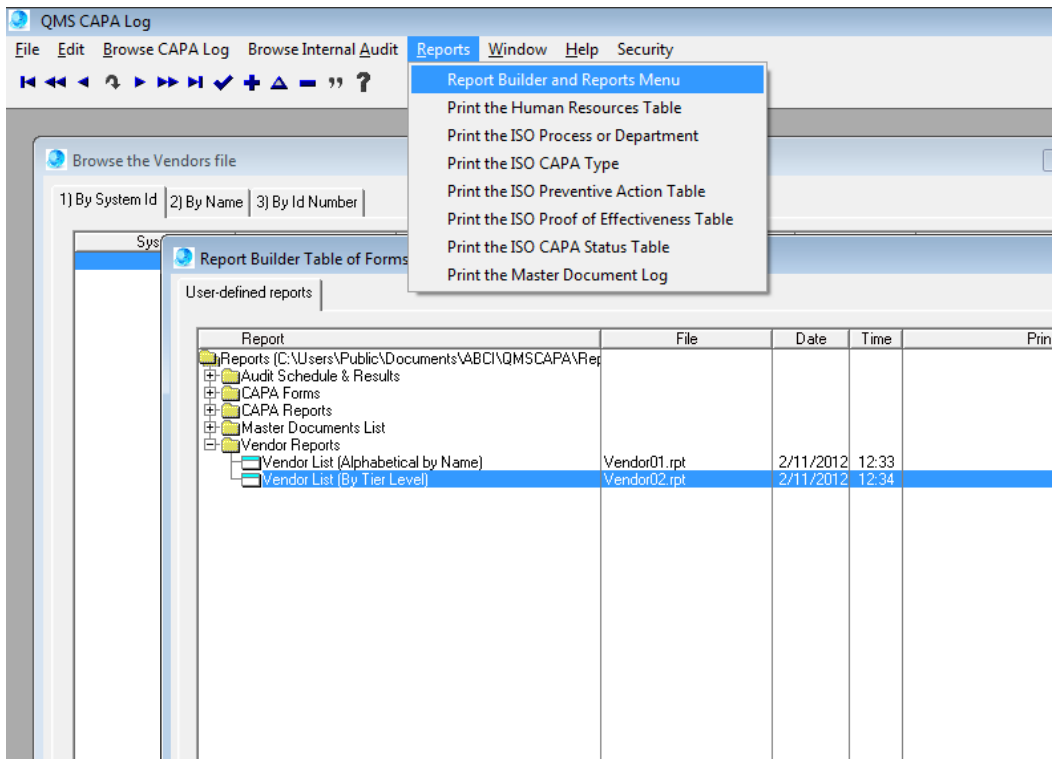 QMS CAPA Log
File Edit Browse CAPA Log Browse Internal Audit Reports Window Help Security
Report Builder and Reports Menu
Print the Human Resources Table
Print the ISO Process or Department
Print the ISO CAPA Type
Print the ISO Preventive Action Table
Print the ISO Proof of Effectiveness Table
Print the ISO CAPA Status Table
Print the Master Document Log
Browse the Vendors file
1) By System Id 2) By Name 3) By Id Number
Sys
Report Builder Table of Forms
User-defined reports
Report File Date Time Prin
Reports (C:\Users\Public\Documents\ABCI\QMSCAPA\Rep
Audit Schedule & Results
CAPA Forms
CAPA Reports
Master Documents List
Vendor Reports
Vendor List (Alphabetical by Name) Vendor01.rpt 2/11/2012 12:33
Vendor List (By Tier Level) Vendor02.rpt 2/11/2012 12:34